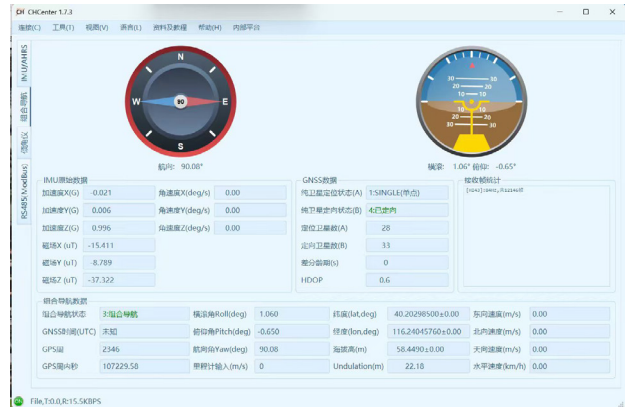 CHCenter 1.7.3
连接(C) 工具(T) 视图(V) 语言(L) 资料及教程 帮助(H) 内部平台
IMU/AHRS
组合导航
倾角仪
RS485(Modbus)
N
W 90 E
S
航向: 90.08°
30 30
20 20
10 10
10 10
20 20
30 30
横滚: 1.06° 俯仰: -0.65°
IMU原始数据
加速度X(G) -0.021 角速度X(deg/s) 0.00
加速度Y(G) 0.006 角速度Y(deg/s) 0.00
加速度Z(G) 0.996 角速度Z(deg/s) 0.00
磁场X (uT) -15.411
磁场Y (uT) -8.789
磁场Z (uT) -37.322
GNSS数据
纯卫星定位状态(A) 1:SINGLE(单点)
纯卫星定向状态(B) 4:已定向
定位卫星数(A) 28
定向卫星数(B) 33
差分龄期(s) 0
HDOP 0.6
接收帧统计
组合导航数据
组合导航状态 3:组合导航 横滚角Roll(deg) 1.060 纬度(lat,deg) 40.20298500±0.00 东向速度(m/s) 0.00
GNSS时间(UTC) 未知 俯仰角Pitch(deg) -0.650 经度(lon,deg) 116.24045760±0.00 北向速度(m/s) 0.00
GPS周 2346 航向角Yaw(deg) 90.08 海拔高(m) 58.4490±0.00 天向速度(m/s) 0.00
GPS周内秒 107229.58 里程计输入(m/s) 0 Undulation(m) 22.18 水平速度(km/h) 0.00
File,T:0.0,R:15.5KBPS